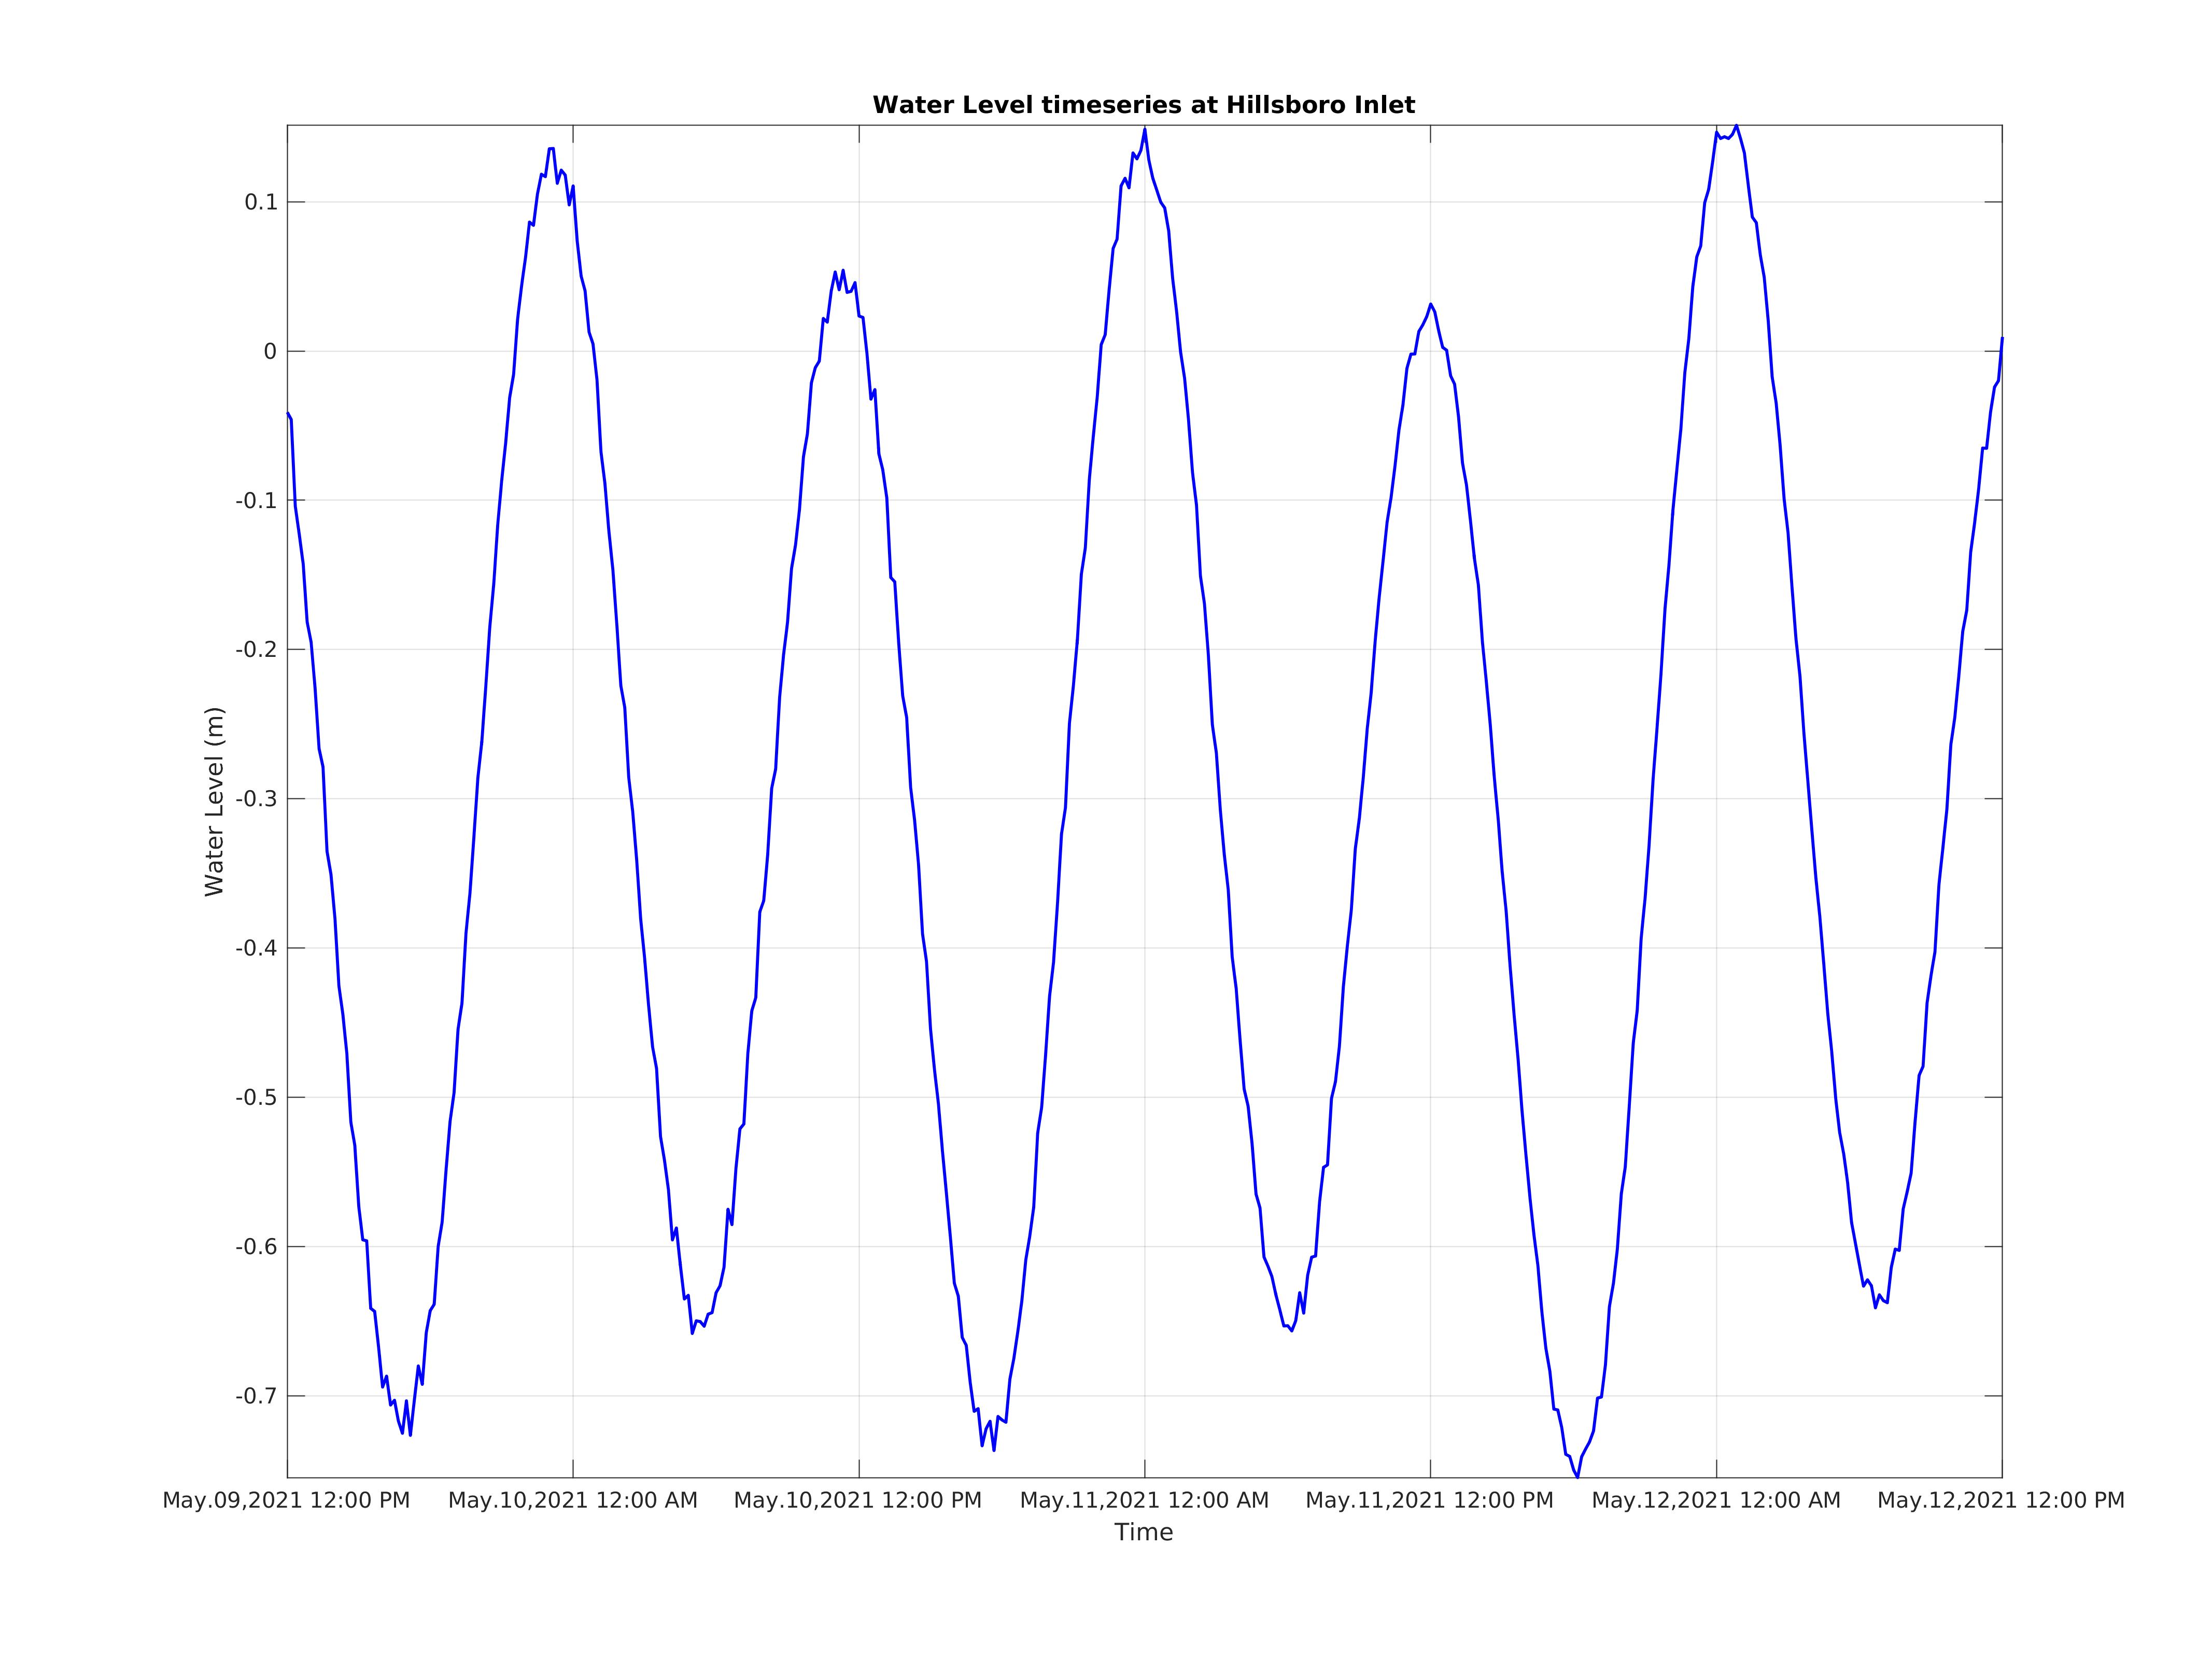 Water Level timeseries at Hillsboro Inlet
0.1
0
-0.1
-0.2
-0.3
-0.4
-0.5
-0.6
-0.7
Water Level (m)
May.09,2021 12:00 PM
May.10,2021 12:00 AM
May.10,2021 12:00 PM
May.11,2021 12:00 AM
May.11,2021 12:00 PM
May.12,2021 12:00 AM
May.12,2021 12:00 PM
Time